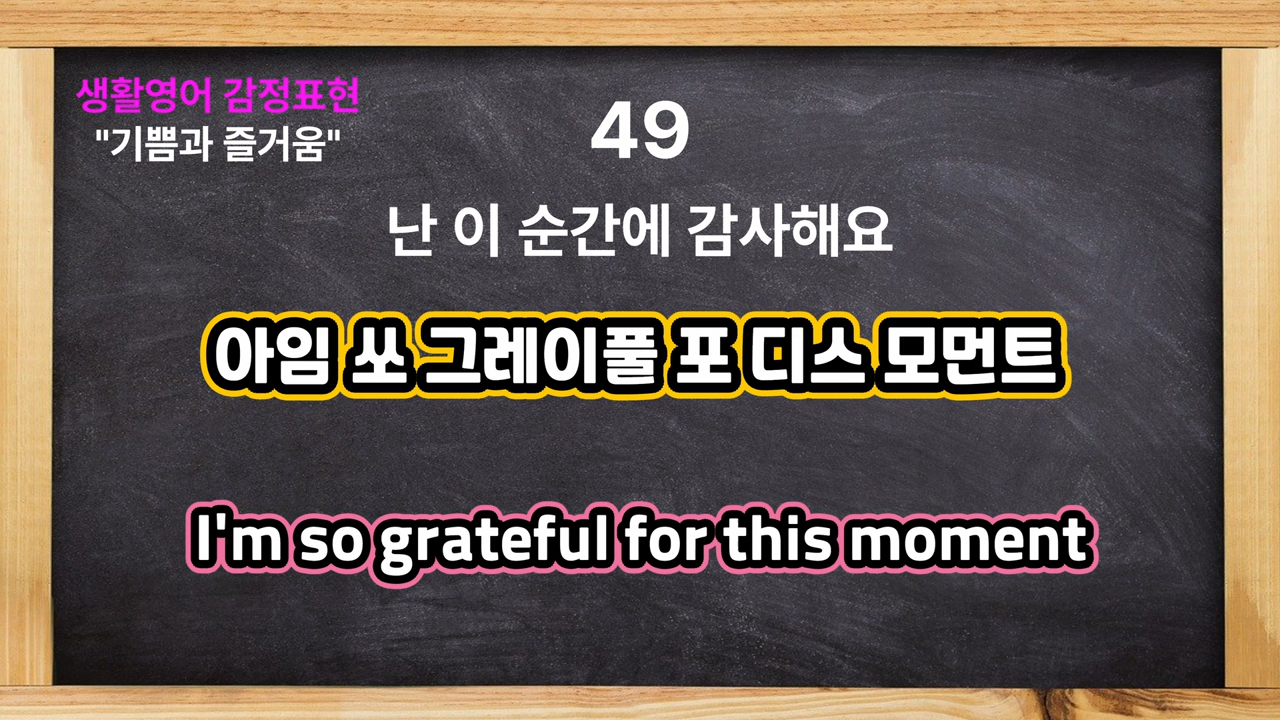 생활영어 감정표현
"기쁨과 즐거움"
49
난 이 순간에 감사해요
아임 쏘 그레이풀 포 디스 모먼트
I'm so grateful for this moment